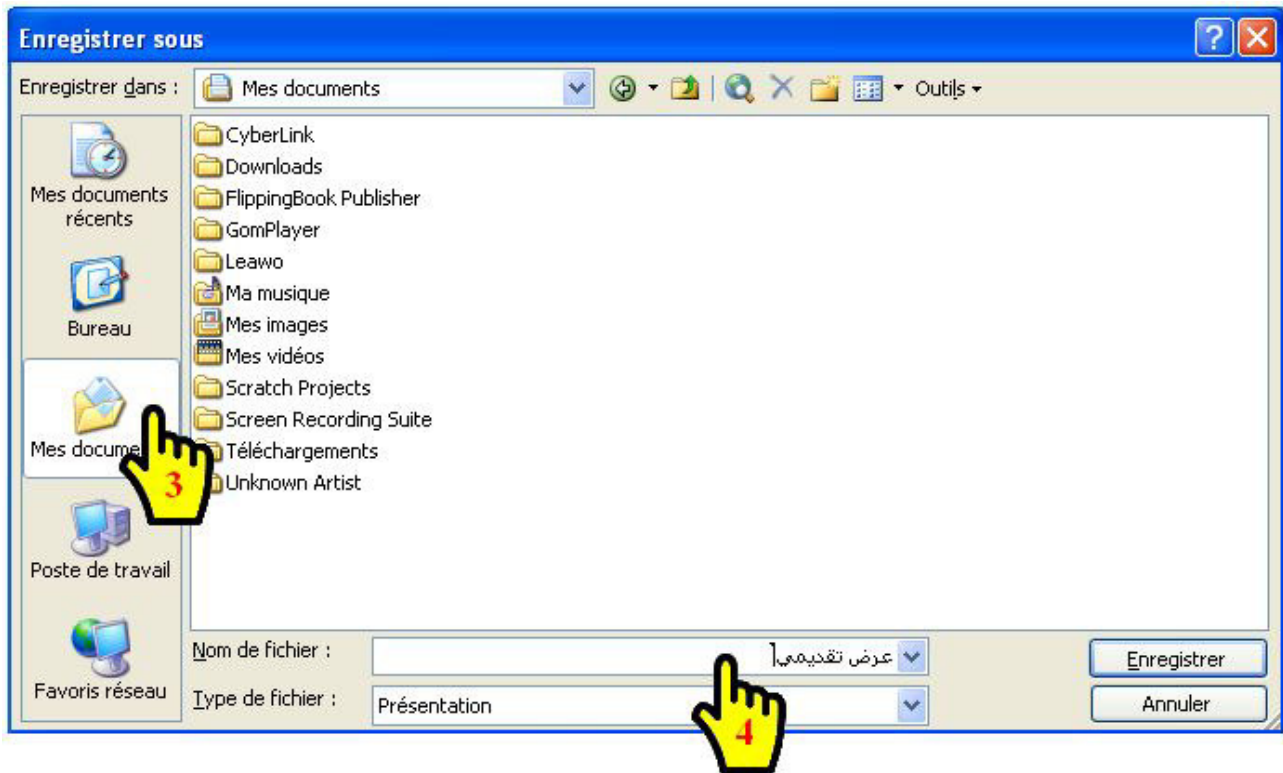 Enregistrer sous
Enregistrer dans : Mes documents Outils
Mes documents récents
Bureau
Mes docume
3
Poste de travail
Favoris réseau
CyberLink
Downloads
FlippingBook Publisher
GomPlayer
Leawo
Ma musique
Mes images
Mes vidéos
Scratch Projects
Screen Recording Suite
Téléchargements
Unknown Artist
Nom de fichier : عرض تقديمي Enregistrer
4
Type de fichier : Présentation Annuler